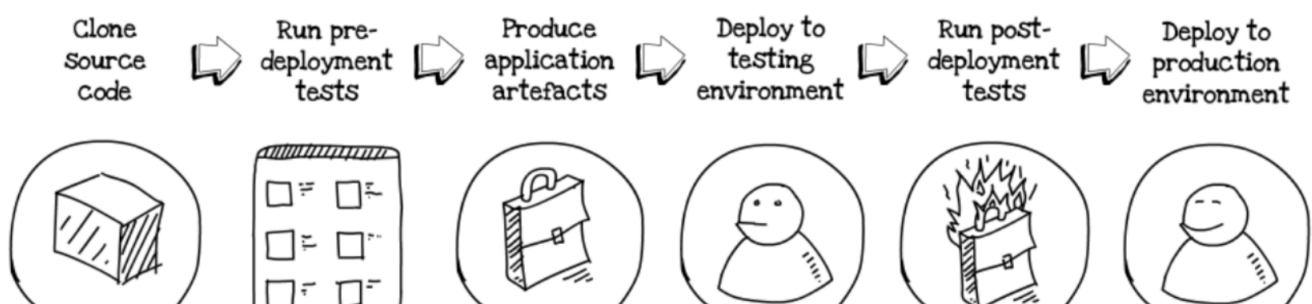 Clone
source
code
Run pre-
deployment
tests
Produce
application
artefacts
Deploy to
testing
environment
Run post-
deployment
tests
Deploy to
production
environment